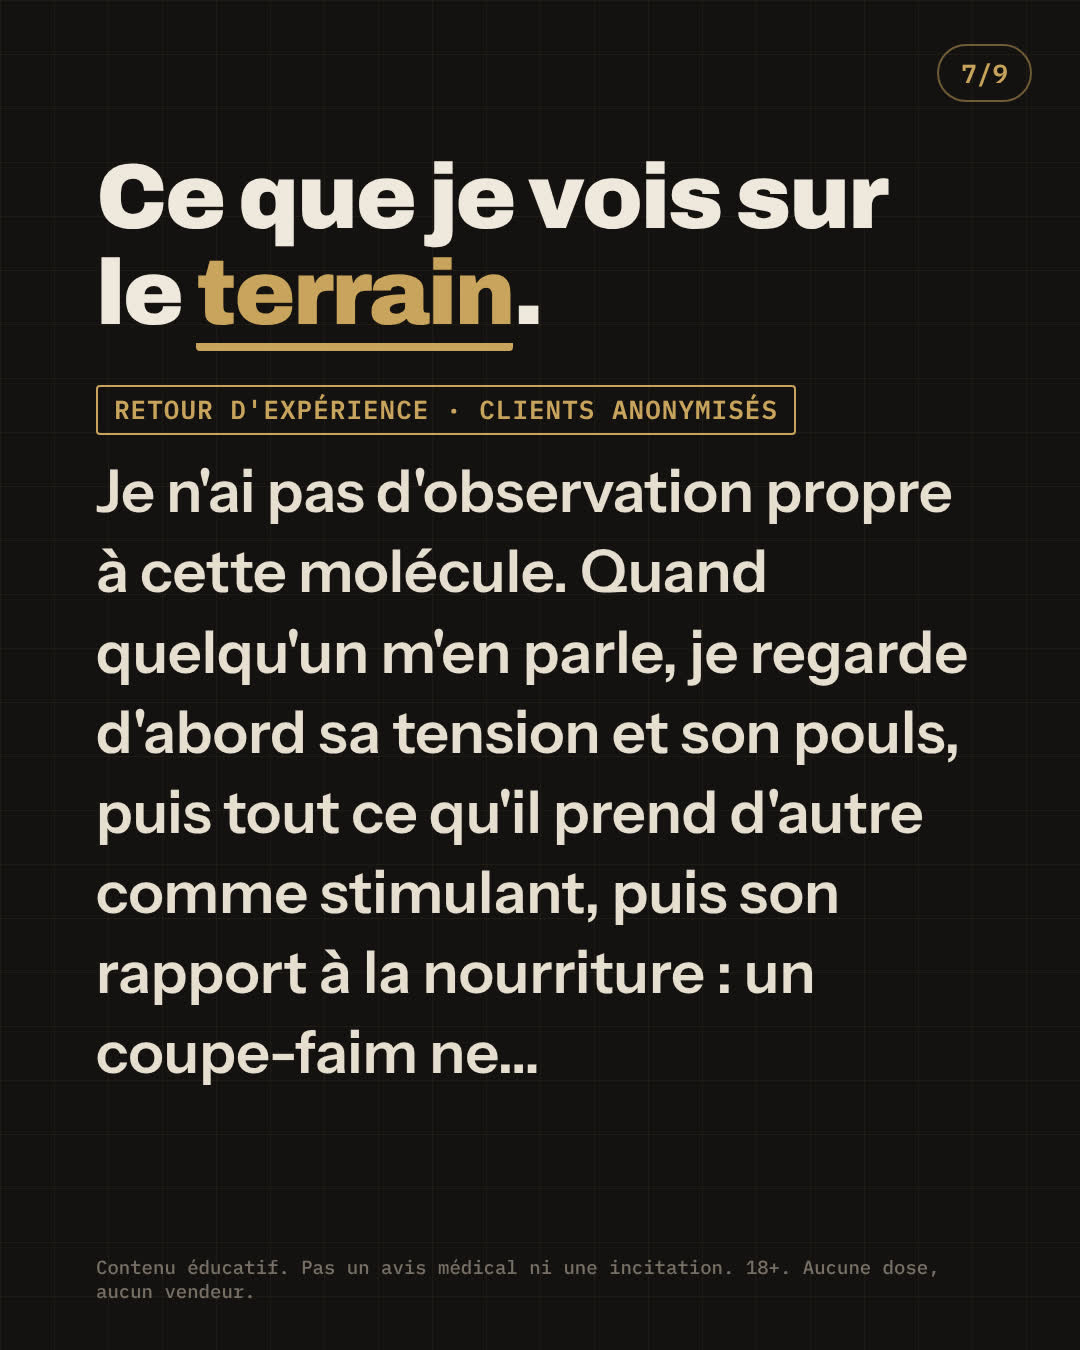 7/9
Ce que je vois sur
le terrain.
RETOUR D'EXPÉRIENCE · CLIENTS ANONYMISÉS
Je n'ai pas d'observation propre
à cette molécule. Quand
quelqu'un m'en parle, je regarde
d'abord sa tension et son pouls,
puis tout ce qu'il prend d'autre
comme stimulant, puis son
rapport à la nourriture : un
coupe-faim ne...
Contenu éducatif. Pas un avis médical ni une incitation. 18+. Aucune dose,
aucun vendeur.